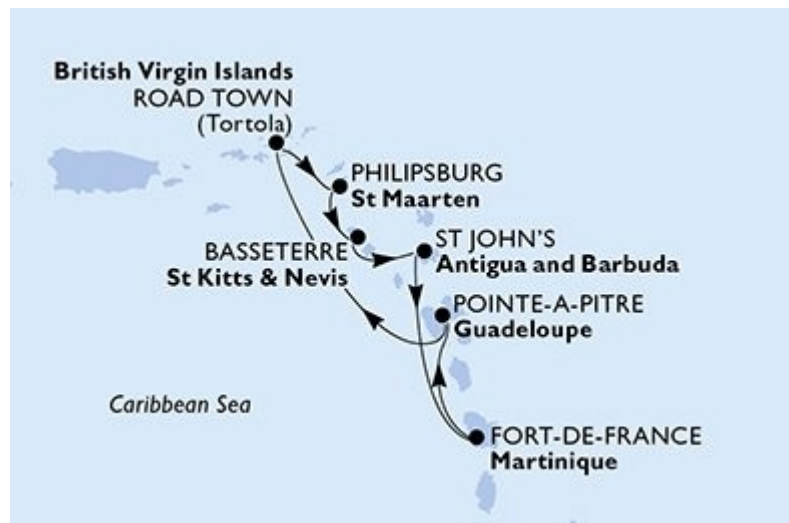 British Virgin Islands
ROAD TOWN
(Tortola)
PHILIPSBURG
St Maarten
BASSETERRE
St Kitts & Nevis
ST JOHN'S
Antigua and Barbuda
POINTE-A-PITRE
Guadeloupe
Caribbean Sea
FORT-DE-FRANCE
Martinique